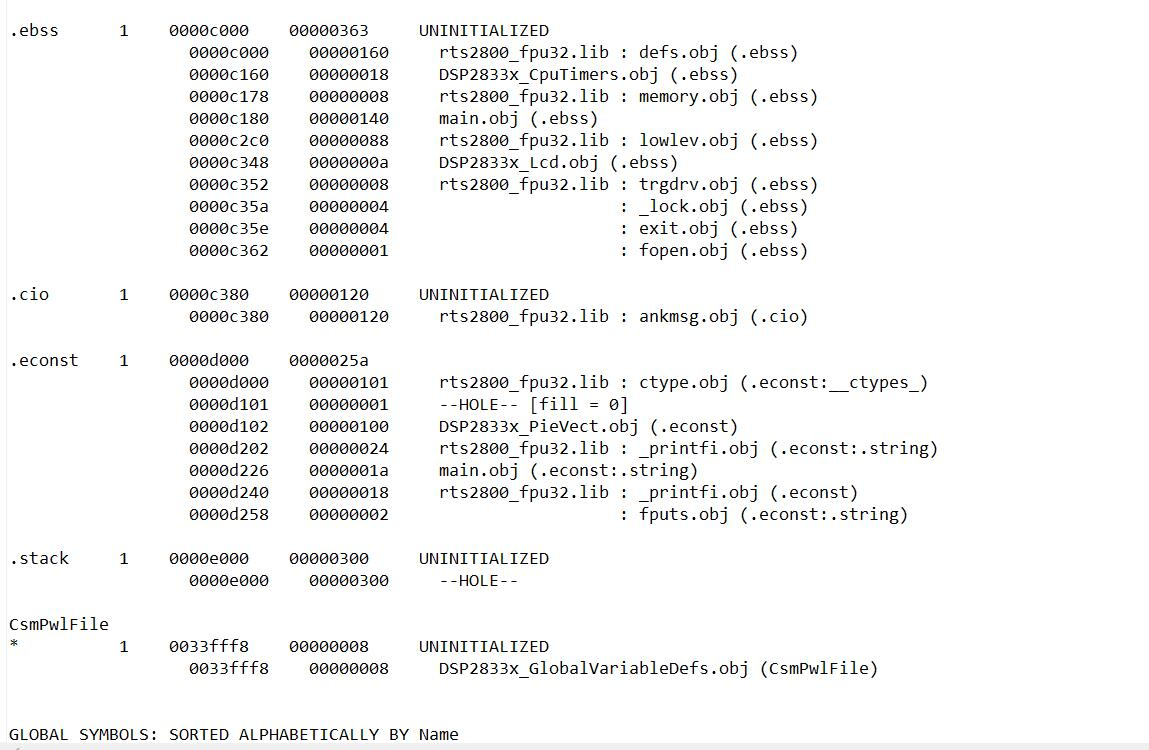 .ebss      1    0000c000    00000363     UNINITIALIZED
                  0000c000    00000160     rts2800_fpu32.lib : defs.obj (.ebss)
                  0000c160    00000018     DSP2833x_CpuTimers.obj (.ebss)
                  0000c178    00000008     rts2800_fpu32.lib : memory.obj (.ebss)
                  0000c180    00000140     main.obj (.ebss)
                  0000c2c0    00000088     rts2800_fpu32.lib : lowlev.obj (.ebss)
                  0000c348    0000000a     DSP2833x_Lcd.obj (.ebss)
                  0000c352    00000008     rts2800_fpu32.lib : trgdrv.obj (.ebss)
                  0000c35a    00000004                       : _lock.obj (.ebss)
                  0000c35e    00000004                       : exit.obj (.ebss)
                  0000c362    00000001                       : fopen.obj (.ebss)
.cio       1    0000c380    00000120     UNINITIALIZED
                  0000c380    00000120     rts2800_fpu32.lib : ankmsg.obj (.cio)
.econst    1    0000d000    0000025a
                  0000d000    00000101     rts2800_fpu32.lib : ctype.obj (.econst:__ctypes_)
                  0000d101    00000001     --HOLE-- [fill = 0]
                  0000d102    00000100     DSP2833x_PieVect.obj (.econst)
                  0000d202    00000024     rts2800_fpu32.lib : _printfi.obj (.econst:.string)
                  0000d226    0000001a     main.obj (.econst:.string)
                  0000d240    00000018     rts2800_fpu32.lib : _printfi.obj (.econst)
                  0000d258    00000002                       : fputs.obj (.econst:.string)
.stack     1    0000e000    00000300     UNINITIALIZED
                  0000e000    00000300     --HOLE--
CsmPwlFile
*          1    0033fff8    00000008     UNINITIALIZED
                  0033fff8    00000008     DSP2833x_GlobalVariableDefs.obj (CsmPwlFile)
GLOBAL SYMBOLS: SORTED ALPHABETICALLY BY Name